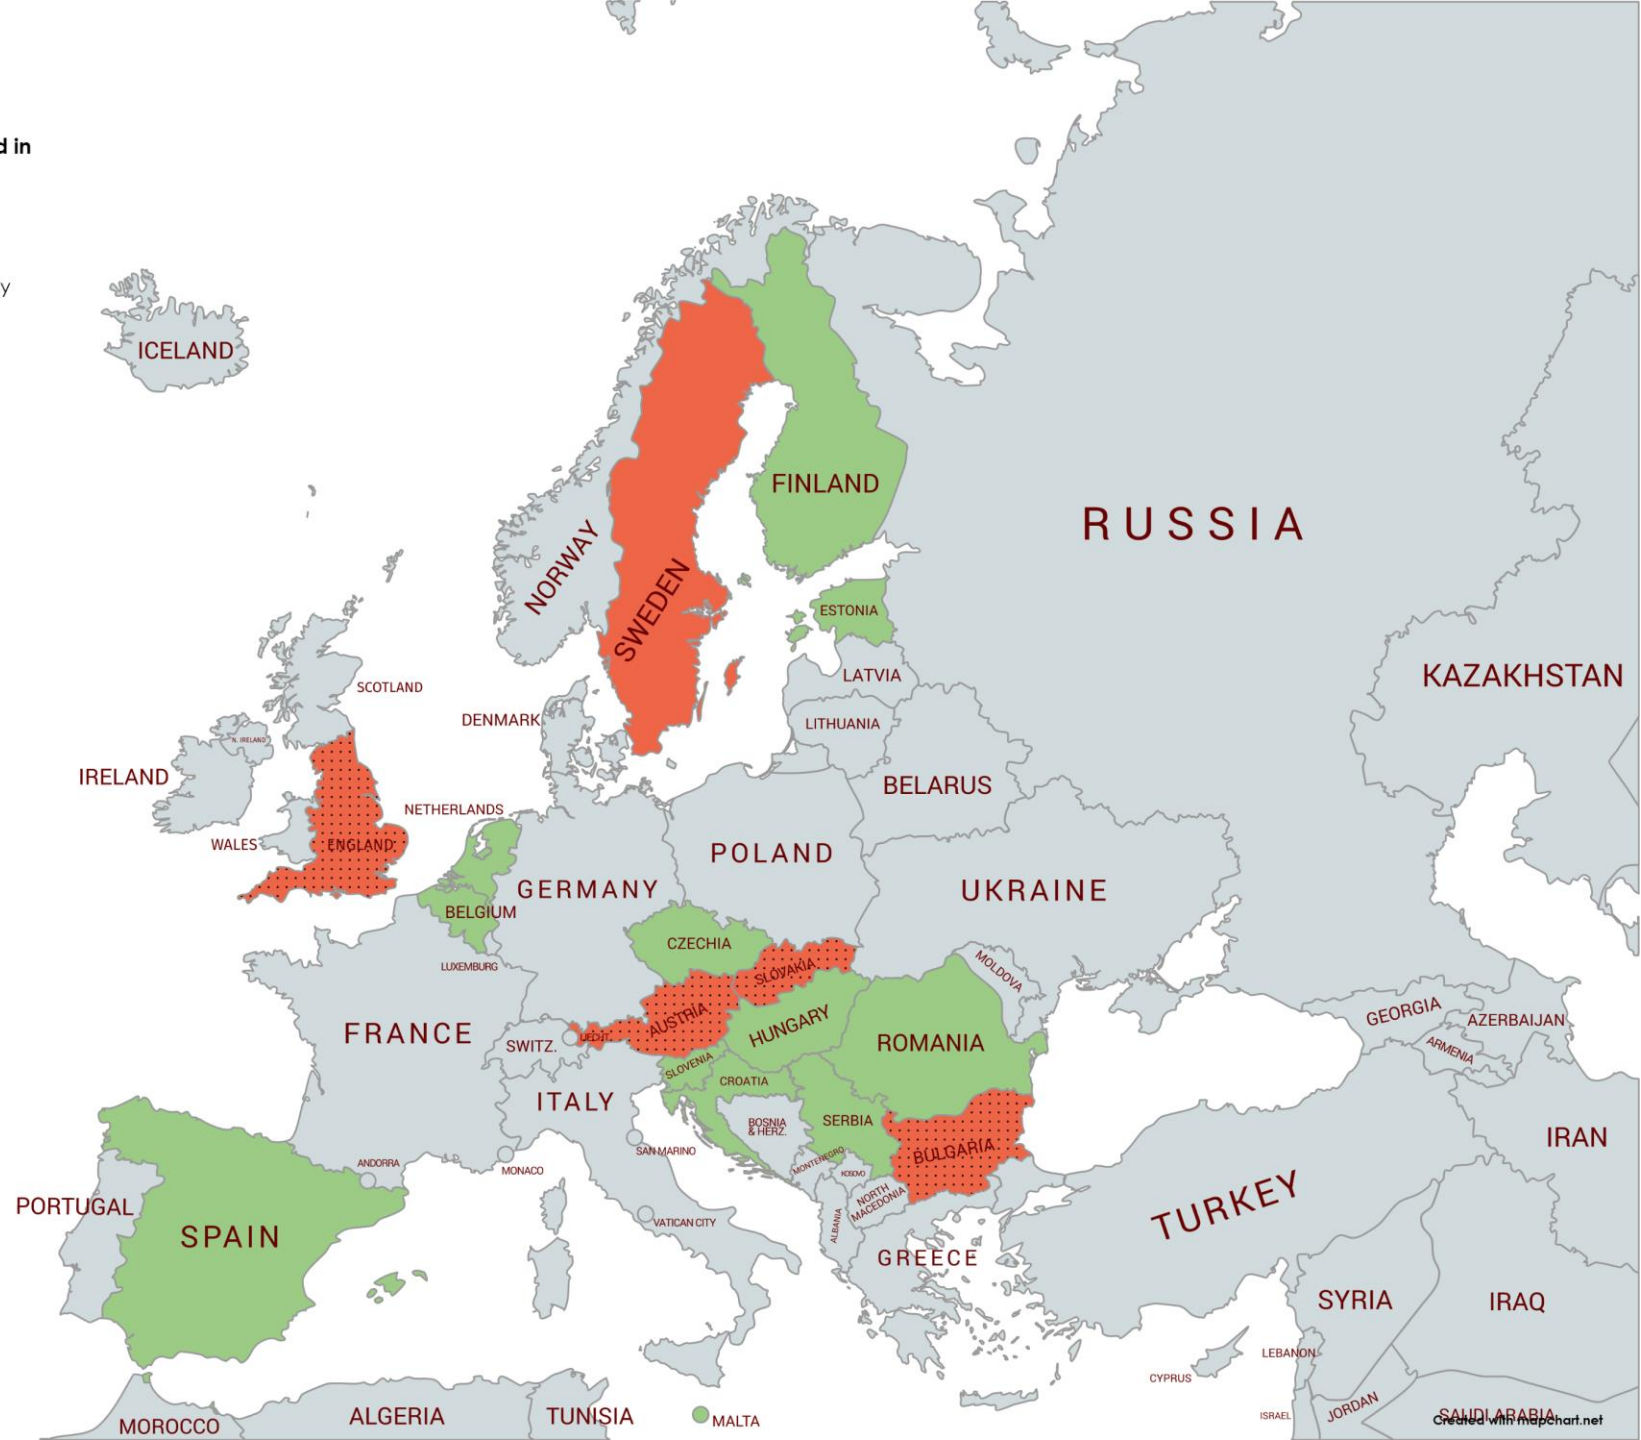 d in
y
ICELAND
FINLAND
RUSSIA
NORWAY
SWEDEN
ESTONIA
LATVIA
KAZAKHSTAN
SCOTLAND
DENMARK
LITHUANIA
N. IRELAND
IRELAND
BELARUS
NETHERLANDS
WALES
ENGLAND
POLAND
GERMANY
UKRAINE
BELGIUM
CZECHIA
LUXEMBURG
SLOVAKIA
MOLDOVA
FRANCE
SWITZ.
LIECHT.
AUSTRIA
HUNGARY
ROMANIA
GEORGIA
AZERBAIJAN
ARMENIA
SLOVENIA
CROATIA
ITALY
BOSNIA
& HERZ.
SERBIA
IRAN
SAN MARINO
BULGARIA
ANDORRA
MONACO
MONTENEGRO
KOSOVO
PORTUGAL
NORTH
MACEDONIA
TURKEY
SPAIN
VATICAN CITY
ALBANIA
GREECE
SYRIA
IRAQ
LEBANON
CYPRUS
MOROCCO
ALGERIA
TUNISIA
MALTA
ISRAEL
JORDAN
SAUDI ARABIA
Created with mapchart.net